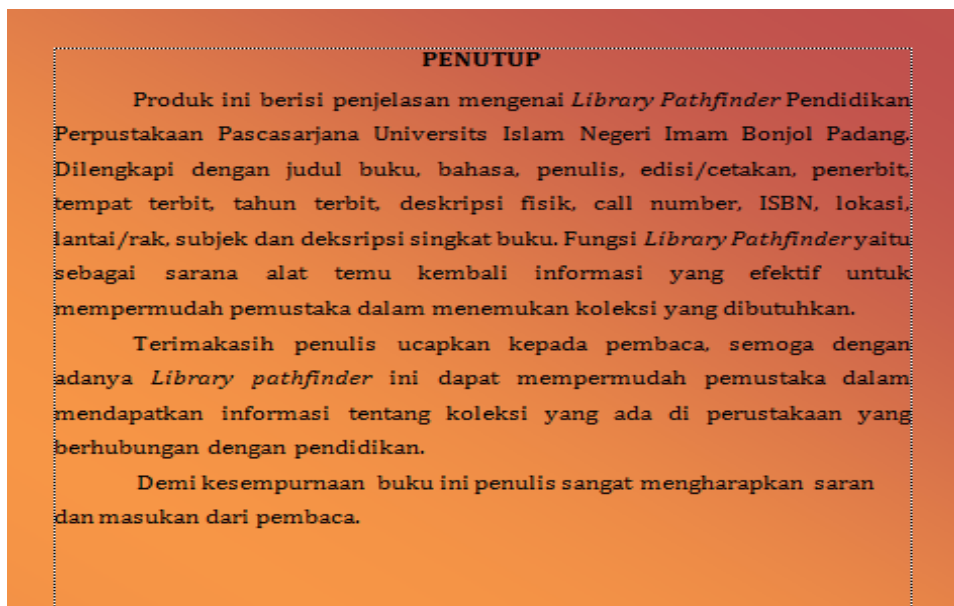 PENUTUP
Produk ini berisi penjelasan mengenai Library Pathfinder Pendidikan
Perpustakaan Pascasarjana Universits Islam Negeri Imam Bonjol Padang.
Dilengkapi dengan judul buku, bahasa, penulis, edisi/cetakan, penerbit,
tempat terbit, tahun terbit, deskripsi fisik, call number, ISBN, lokasi,
lantai/rak, subjek dan deksripsi singkat buku. Fungsi Library Pathfinder yaitu
sebagai sarana alat temu kembali informasi yang efektif untuk
mempermudah pemustaka dalam menemukan koleksi yang dibutuhkan.
Terimakasih penulis ucapkan kepada pembaca, semoga dengan
adanya Library pathfinder ini dapat mempermudah pemustaka dalam
mendapatkan informasi tentang koleksi yang ada di perustakaan yang
berhubungan dengan pendidikan.
Demi kesempurnaan buku ini penulis sangat mengharapkan saran
dan masukan dari pembaca.